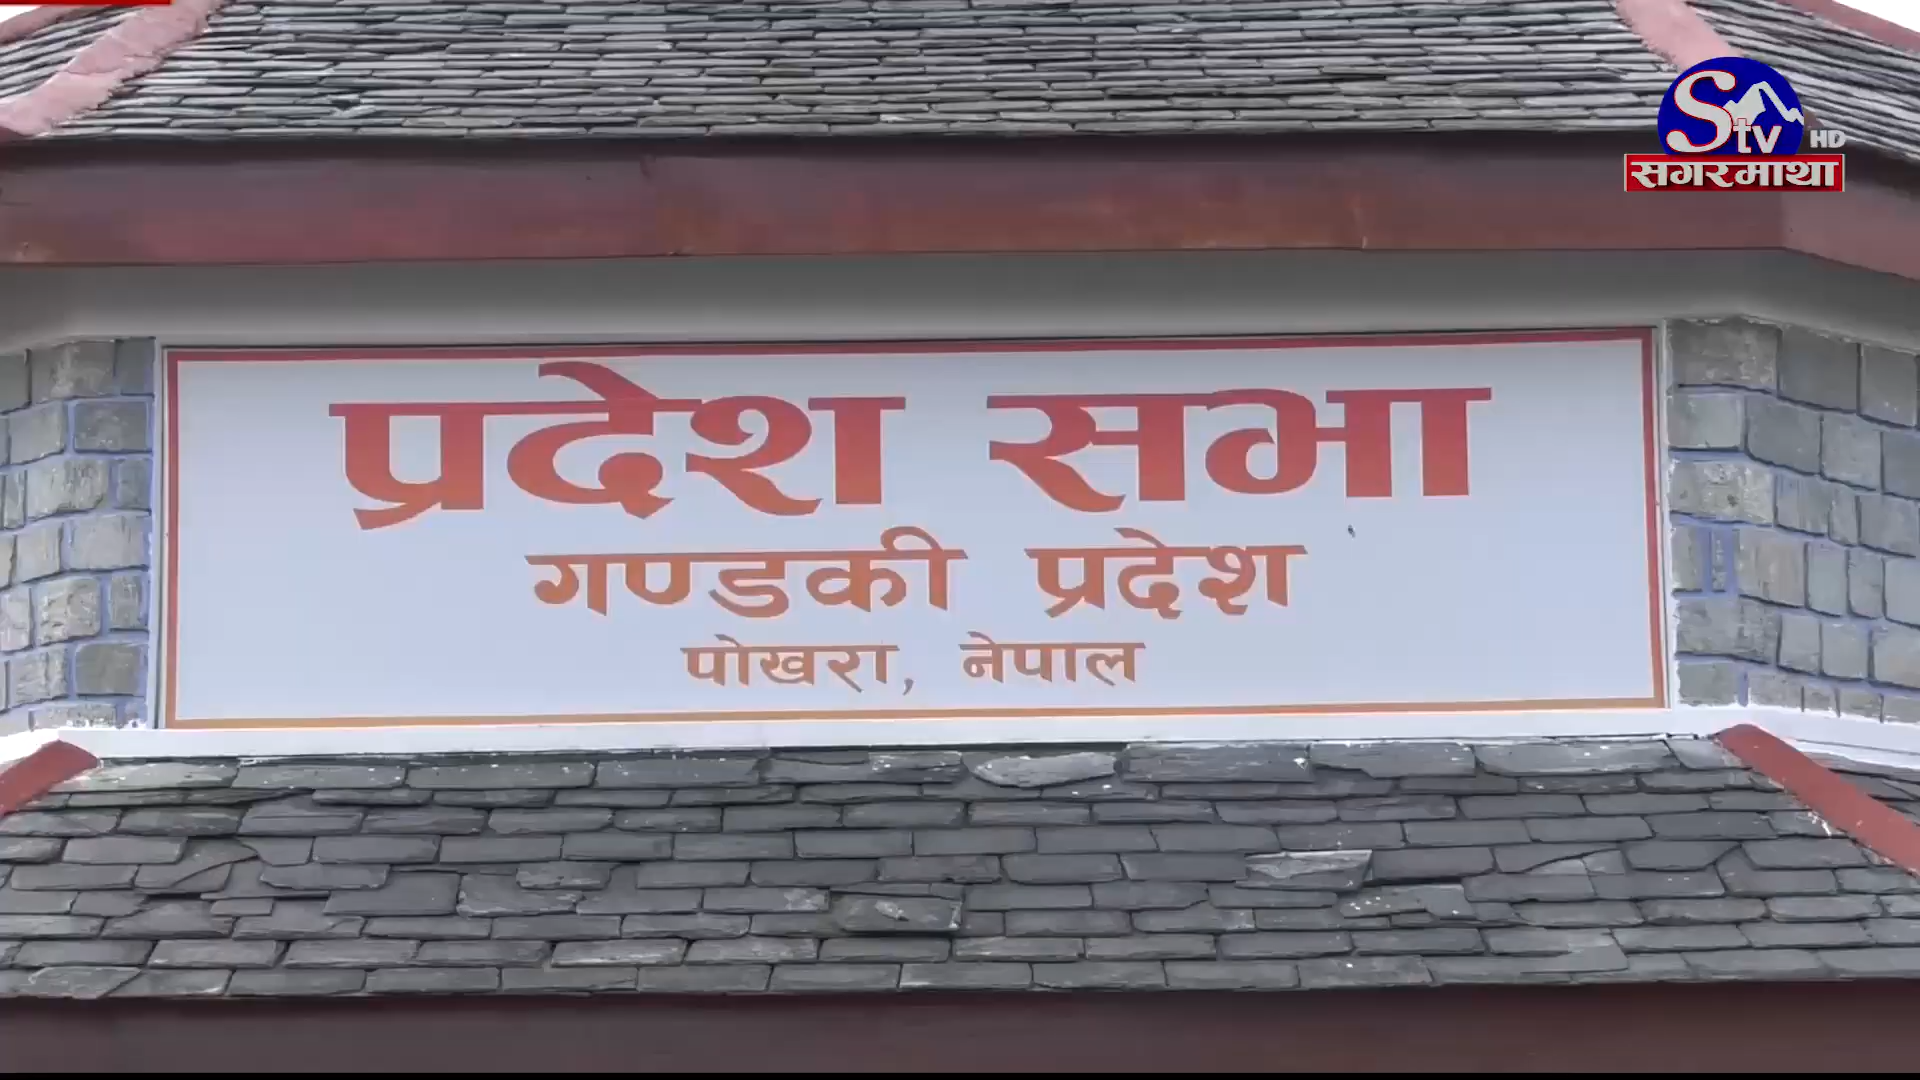 STV HD
सगरमाथा
प्रदेश सभा
गण्डकी प्रदेश
पोखरा, नेपाल